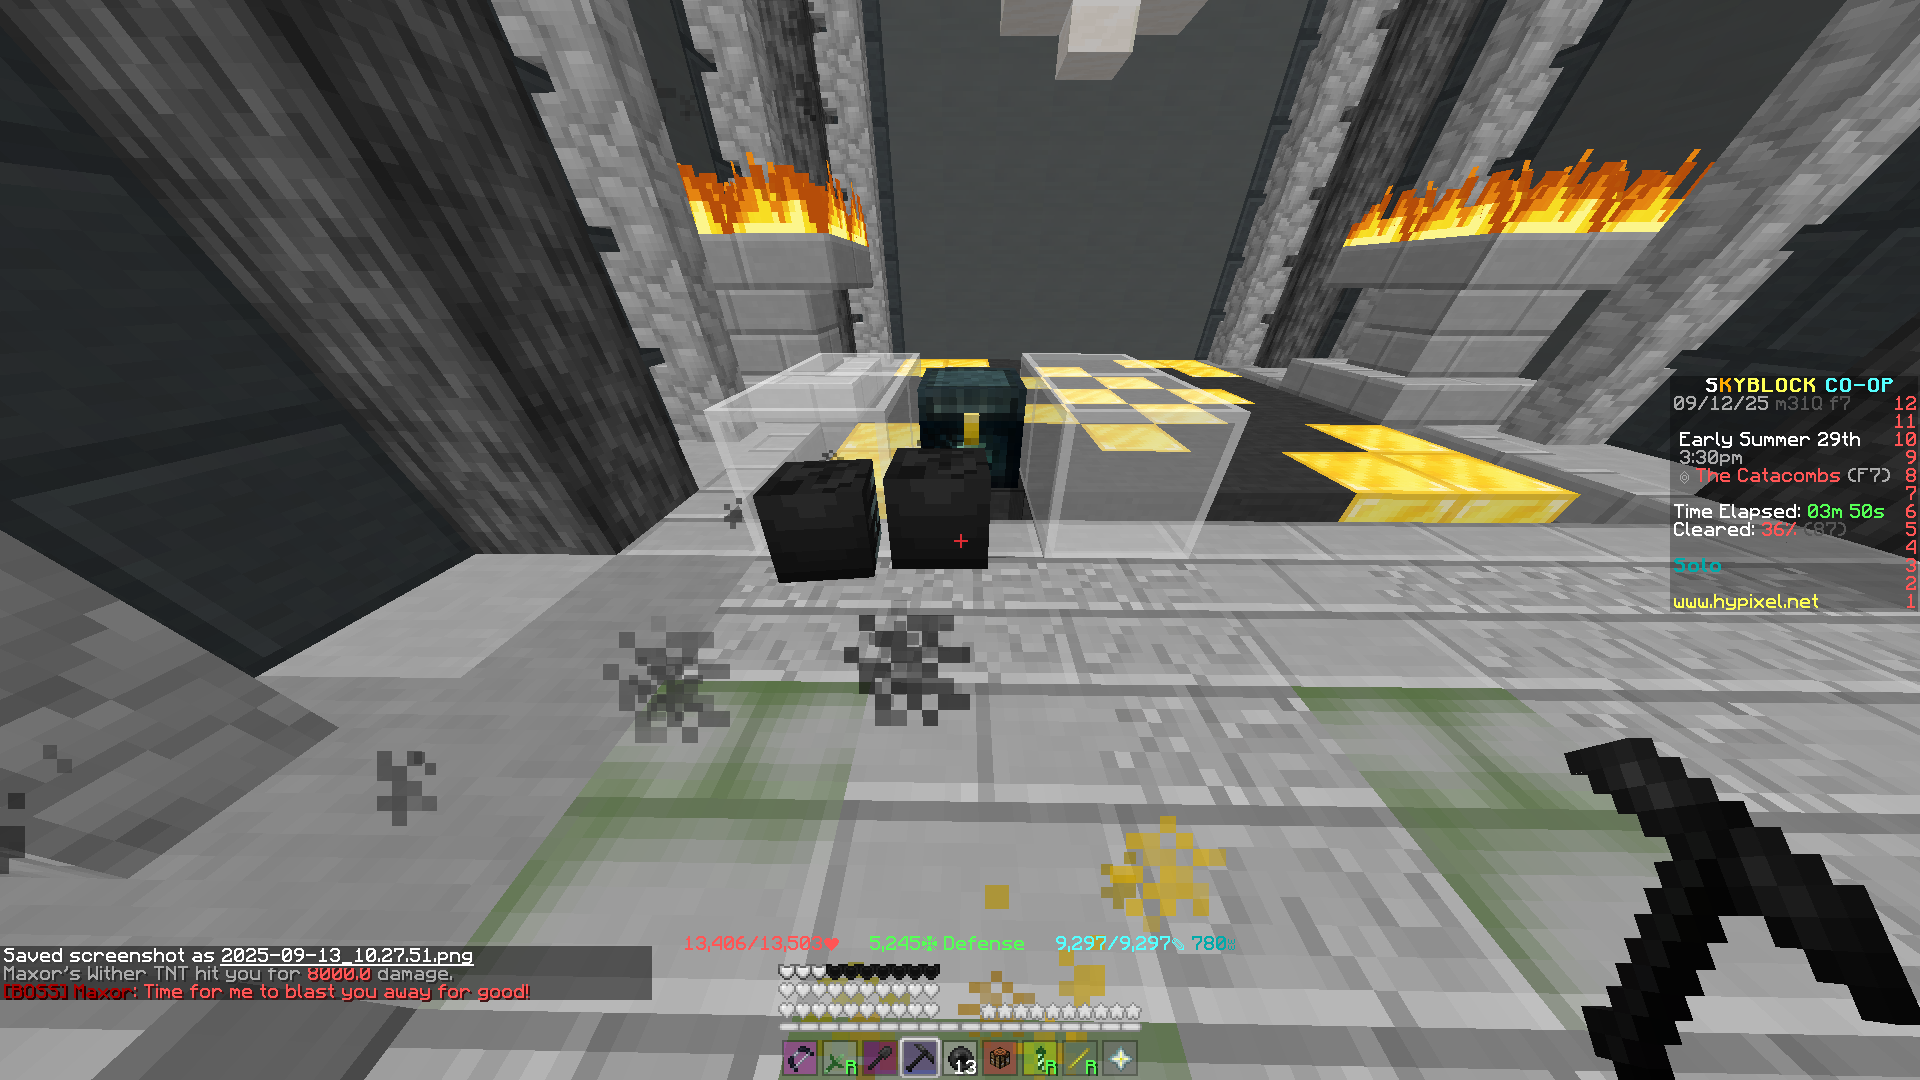 SKYBLOCK CO-OP
09/12/25 m31Q f7 12
11
Early Summer 29th 10
3:30pm 9
The Catacombs (F7) 8
7
Time Elapsed: 03m 50s 6
Cleared: 36% (87) 5
4
Solo 3
2
www.hypixel.net 1
13,406/13,503❤ 5,245 Defense 9,297/9,297 780
Saved screenshot as 2025-09-13_10.27.51.png
Maxor's Wither TNT hit you for 8000.0 damage.
[BOSS] Maxor: Time for me to blast you away for good!
R 13 R R